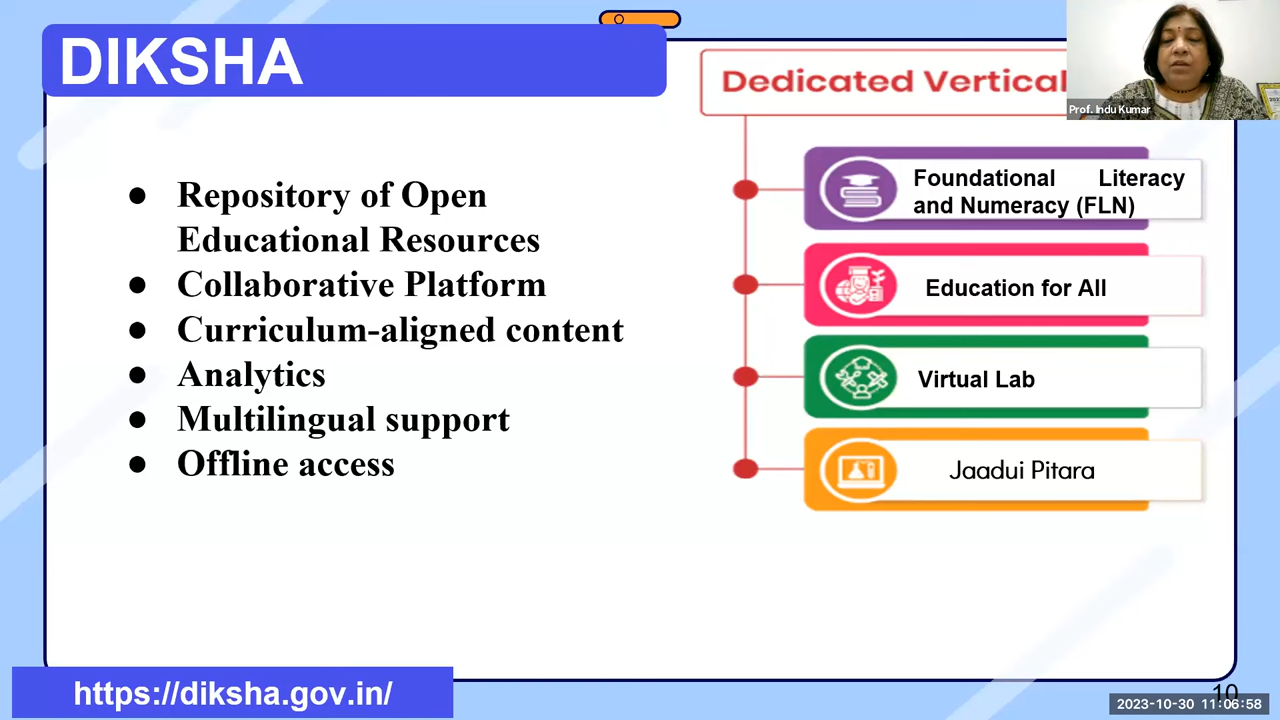 DIKSHA
Dedicated Vertical
Prof. Indu Kumar
● Repository of Open
Educational Resources
● Collaborative Platform
● Curriculum-aligned content
● Analytics
● Multilingual support
● Offline access
Foundational Literacy
and Numeracy (FLN)
Education for All
Virtual Lab
Jaadui Pitara
https://diksha.gov.in/
10
2023-10-30 11:06:58